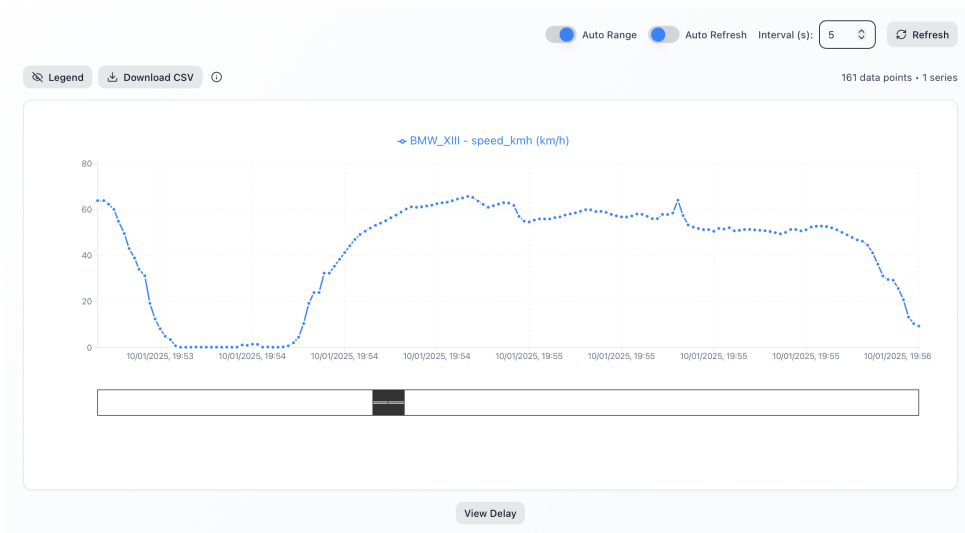 Auto Range Auto Refresh Interval (s): 5 Refresh
Legend Download CSV 161 data points • 1 series
BMW_XIII - speed_kmh (km/h)
80
60
40
20
0
10/01/2025, 19:53 10/01/2025, 19:54 10/01/2025, 19:54 10/01/2025, 19:54 10/01/2025, 19:55 10/01/2025, 19:55 10/01/2025, 19:55 10/01/2025, 19:55 10/01/2025, 19:56
View Delay